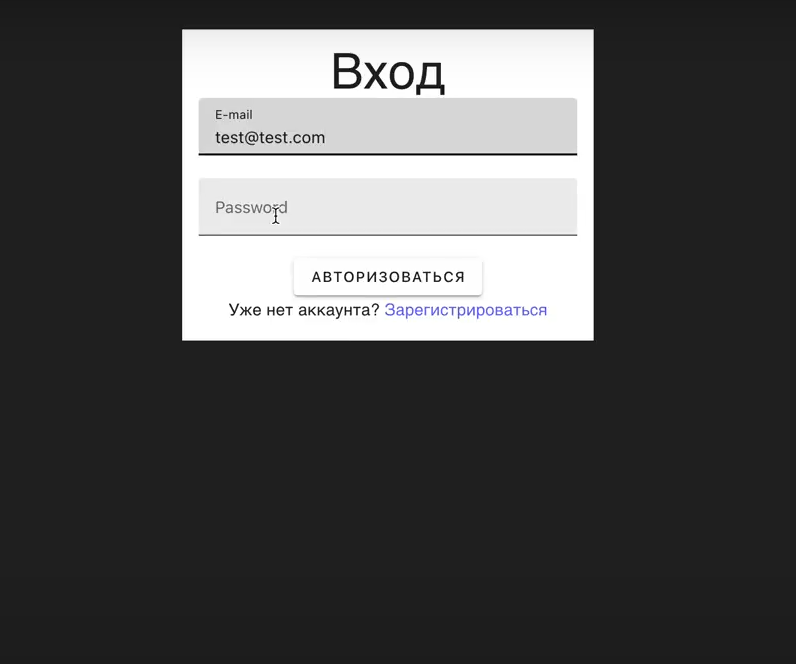 Вход
E-mail
test@test.com
Password
АВТОРИЗОВАТЬСЯ
Уже нет аккаунта? Зарегистрироваться